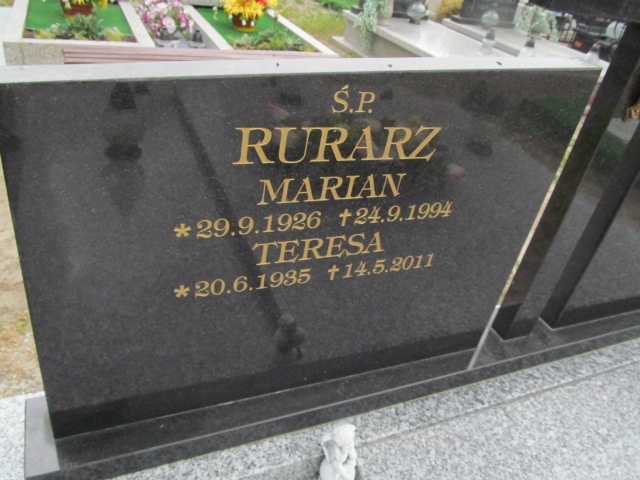 Ś.P.
RURARZ
MARIAN
*29.9.1926 †24.9.1994
TERESA
*20.6.1935 †14.5.2011